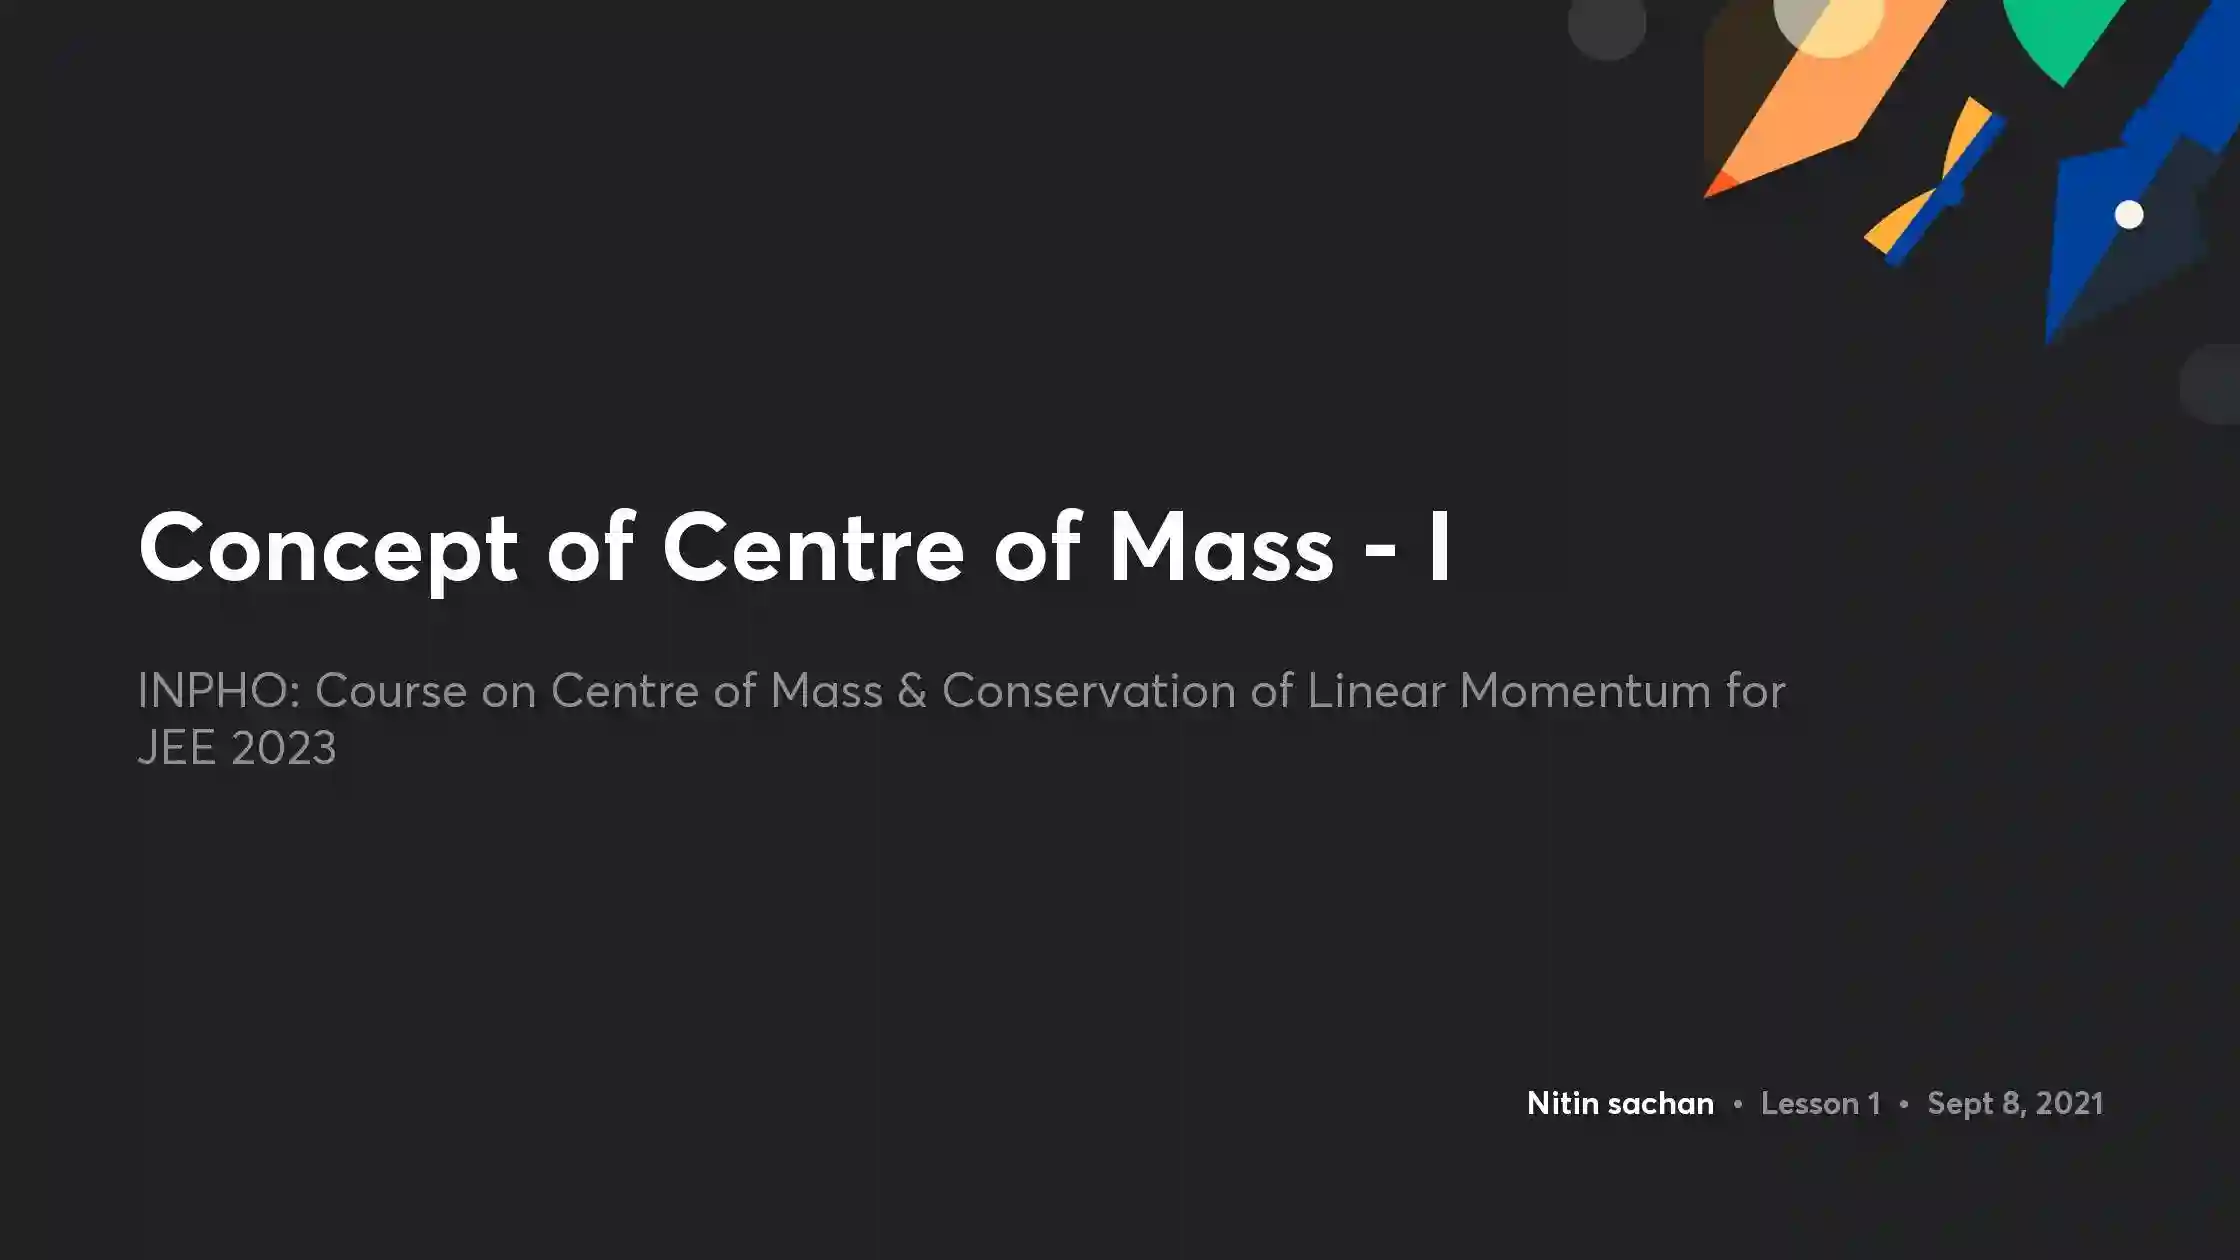 Concept of Centre of Mass - I
INPHO: Course on Centre of Mass & Conservation of Linear Momentum for
JEE 2023
Nitin sachan • Lesson 1 • Sept 8, 2021